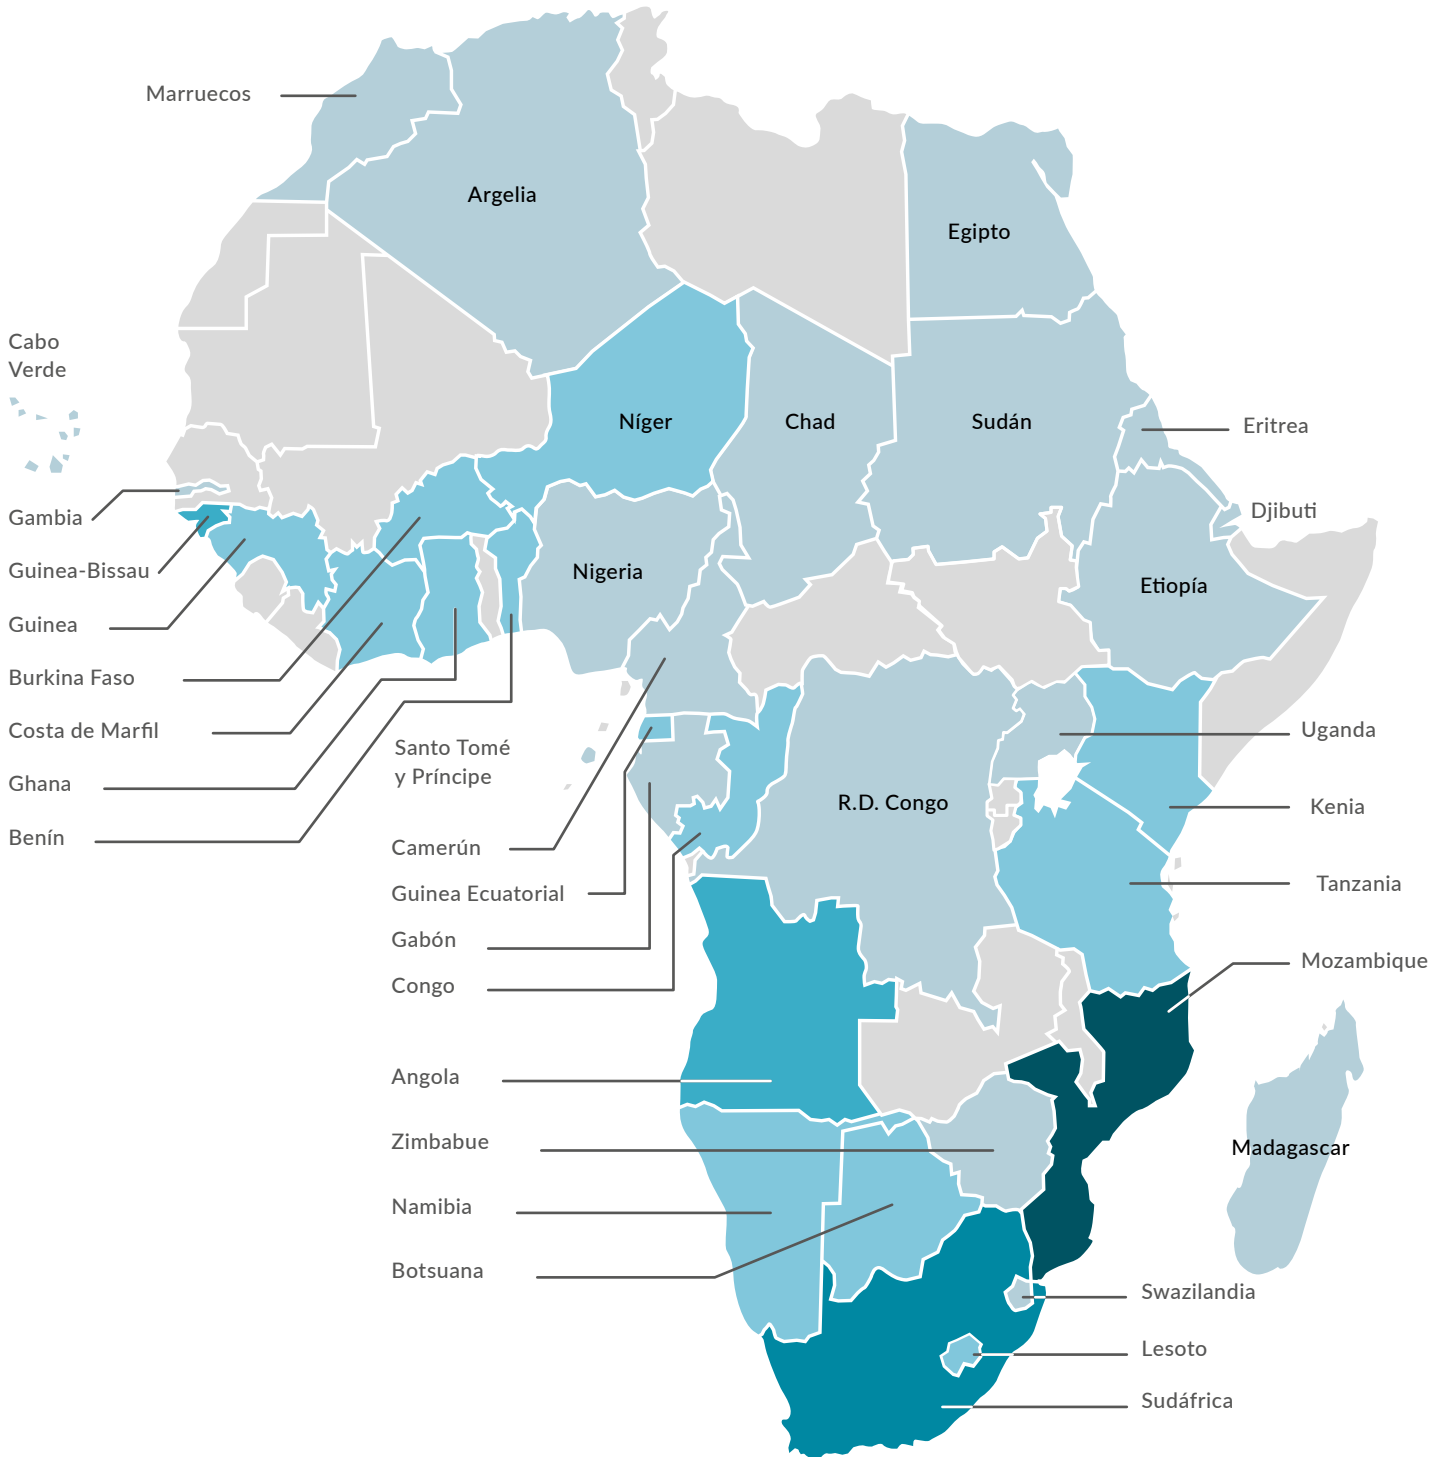 Marruecos
Argelia
Egipto
Cabo
Verde
Níger
Chad
Sudán
Eritrea
Gambia
Djibuti
Guinea-Bissau
Nigeria
Etiopía
Guinea
Burkina Faso
Costa de Marfil
Santo Tomé
y Príncipe
Uganda
Ghana
R.D. Congo
Kenia
Benín
Camerún
Guinea Ecuatorial
Tanzania
Gabón
Mozambique
Congo
Angola
Zimbabue
Madagascar
Namibia
Botsuana
Swazilandia
Lesoto
Sudáfrica